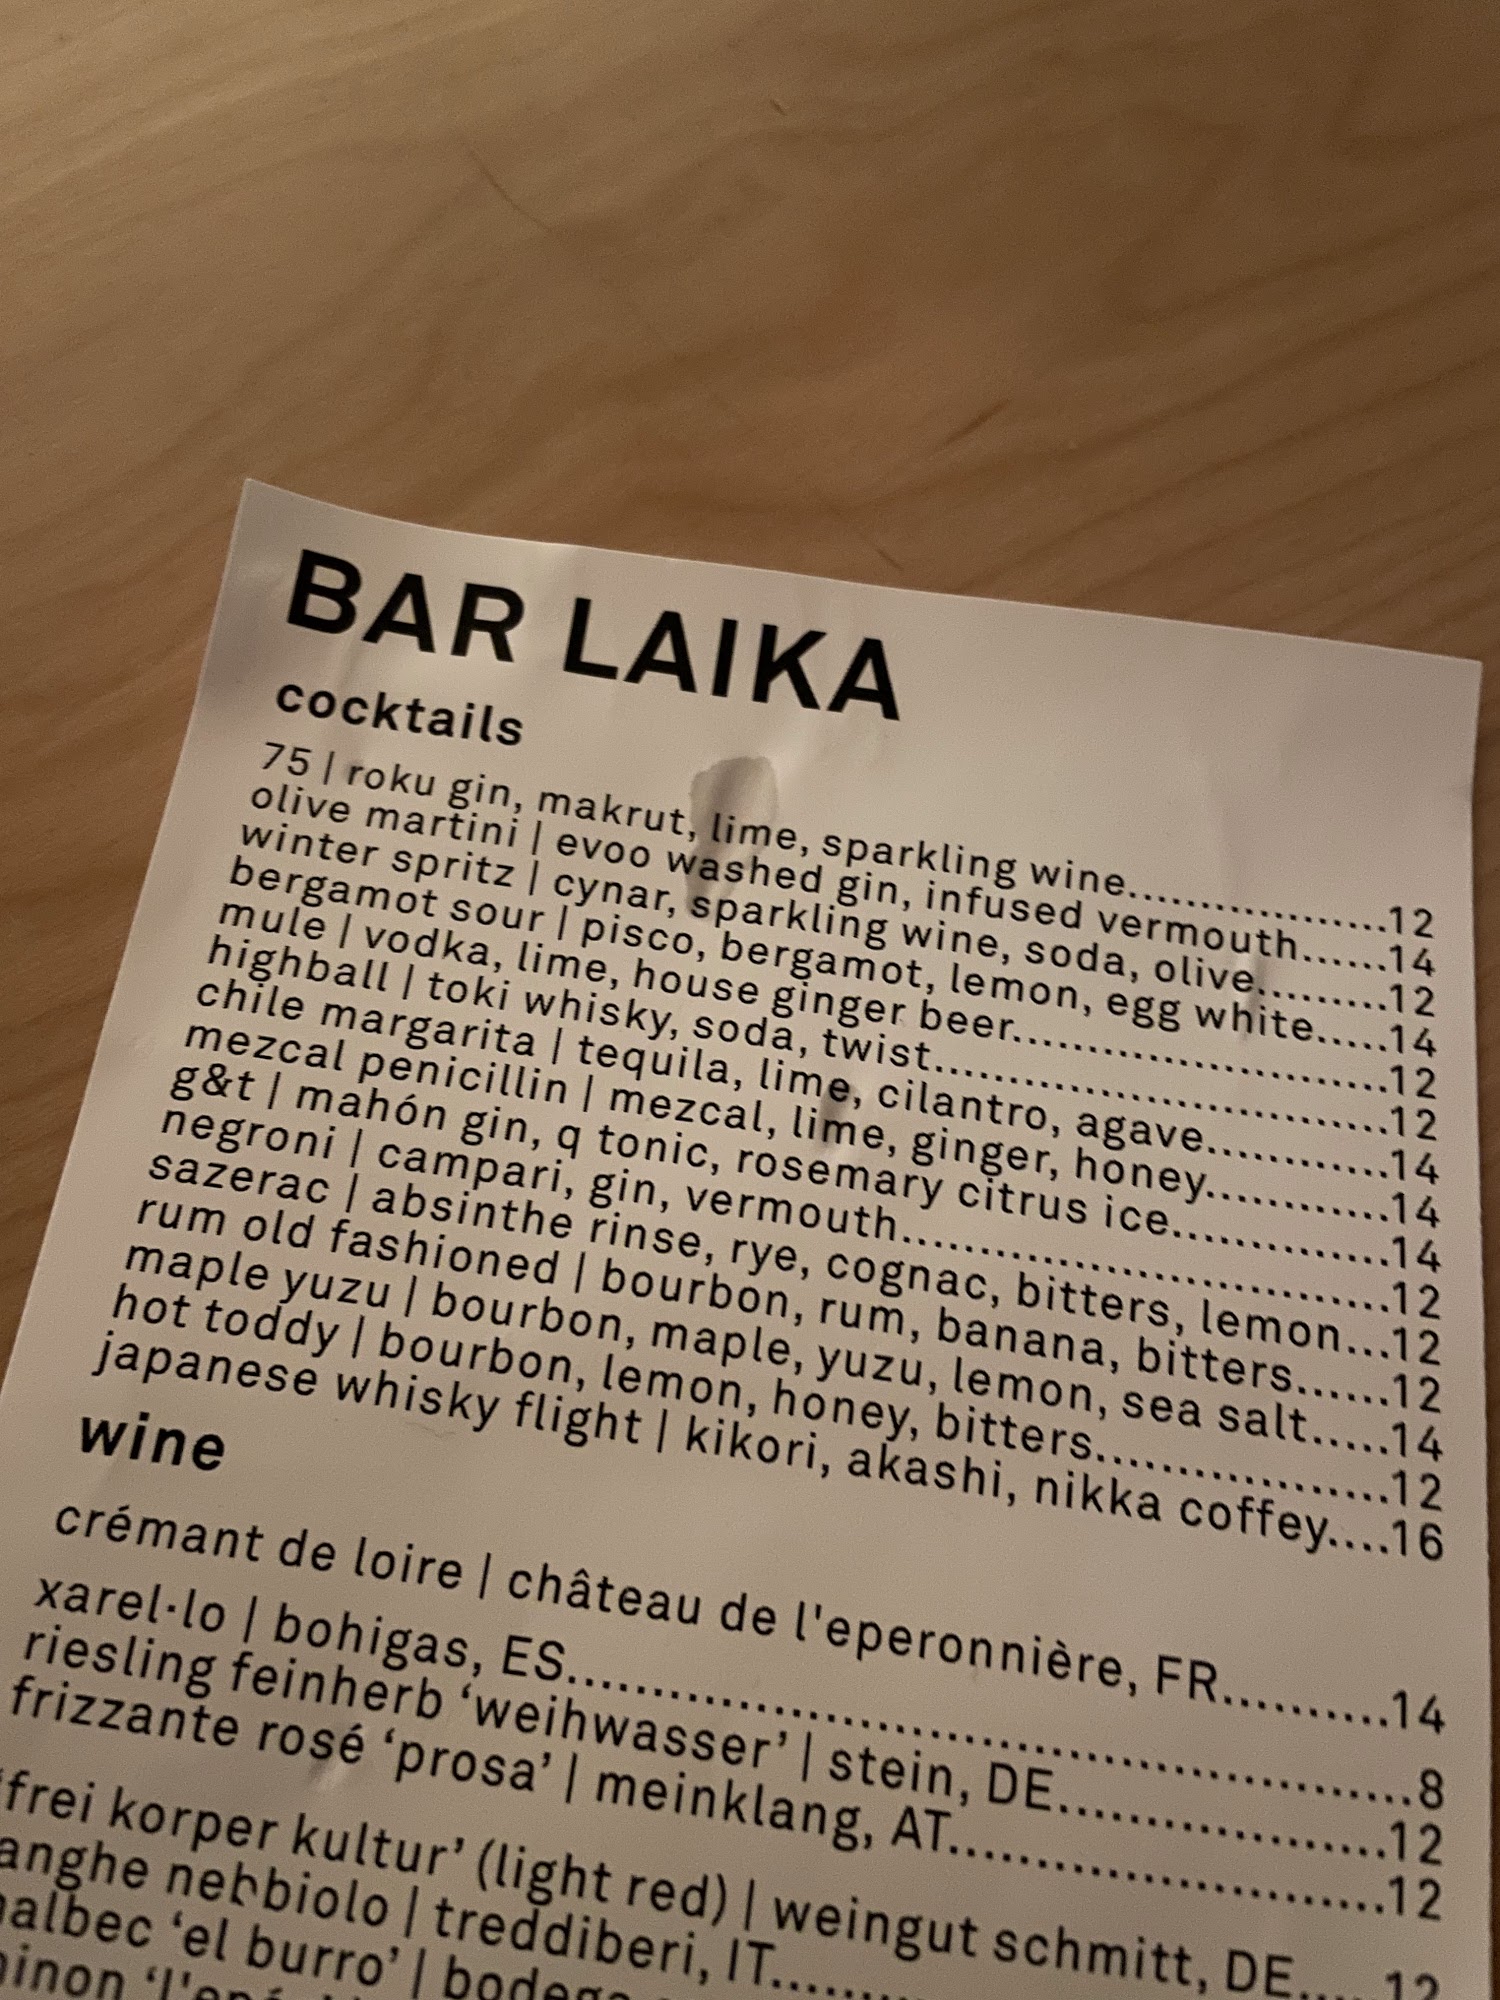 BAR LAIKA
cocktails
75 | roku gin, makrut, lime, sparkling wine..................12
olive martini | evoo washed gin, infused vermouth......14
winter spritz | cynar, sparkling wine, soda, olive.........12
bergamot sour | pisco, bergamot, lemon, egg white.....14
mule | vodka, lime, house ginger beer..........................12
highball | toki whisky, soda, twist................................12
chile margarita | tequila, lime, cilantro, agave............14
mezcal penicillin | mezcal, lime, ginger, honey............14
g&t | mahón gin, q tonic, rosemary citrus ice..............14
negroni | campari, gin, vermouth.................................12
sazerac | absinthe rinse, rye, cognac, bitters, lemon...12
rum old fashioned | bourbon, rum, banana, bitters......12
maple yuzu | bourbon, maple, yuzu, lemon, sea salt.....14
hot toddy | bourbon, lemon, honey, bitters..................12
japanese whisky flight | kikori, akashi, nikka coffey....16
wine
crémant de loire | château de l'eperonnière, FR..........14
xarel·lo | bohigas, ES.....................................................8
riesling feinherb ‘weihwasser’ | stein, DE....................12
frizzante rosé ‘prosa’ | meinklang, AT.........................12
‘frei korper kultur’ (light red) | weingut schmitt, DE....12
nebbiolo | treddiberi, IT.........
‘el burro’ |